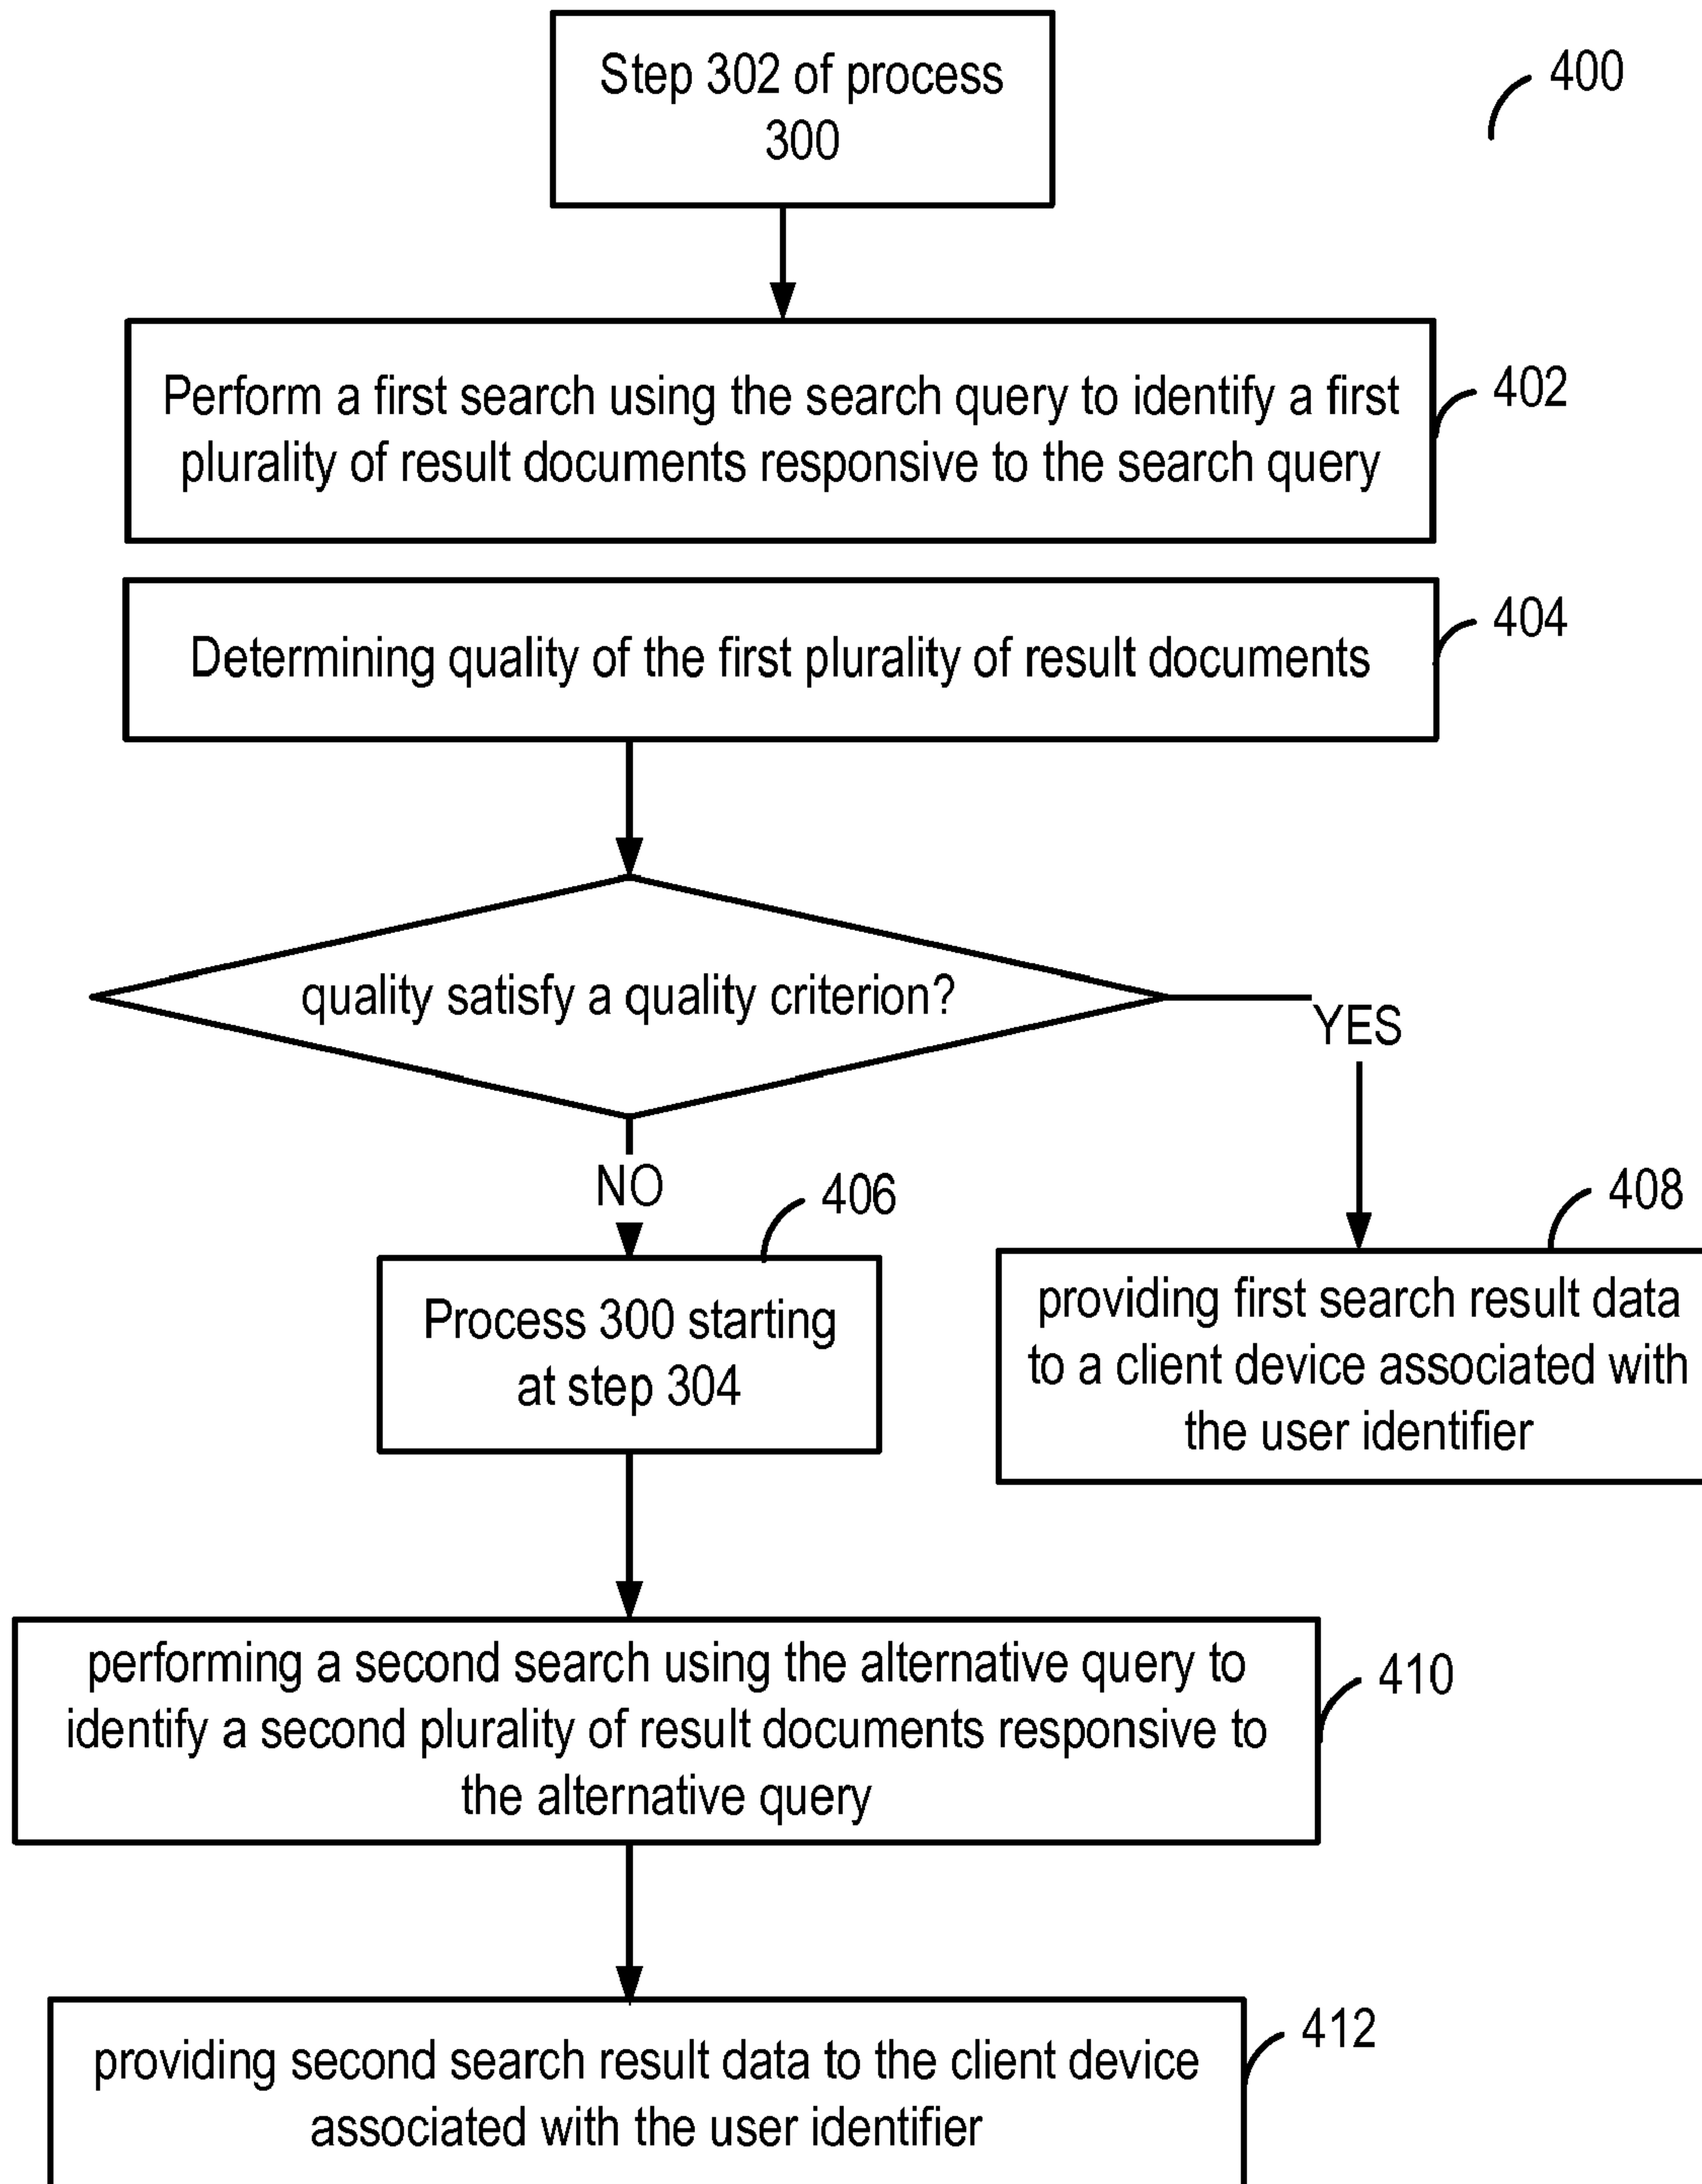 Step 302 of process
300
400
Perform a first search using the search query to identify a first
plurality of result documents responsive to the search query
402
Determining quality of the first plurality of result documents
404
quality satisfy a quality criterion?
YES
NO
406
408
Process 300 starting
at step 304
providing first search result data
to a client device associated with
the user identifier
performing a second search using the alternative query to
identify a second plurality of result documents responsive to
the alternative query
410
providing second search result data to the client device
associated with the user identifier
412